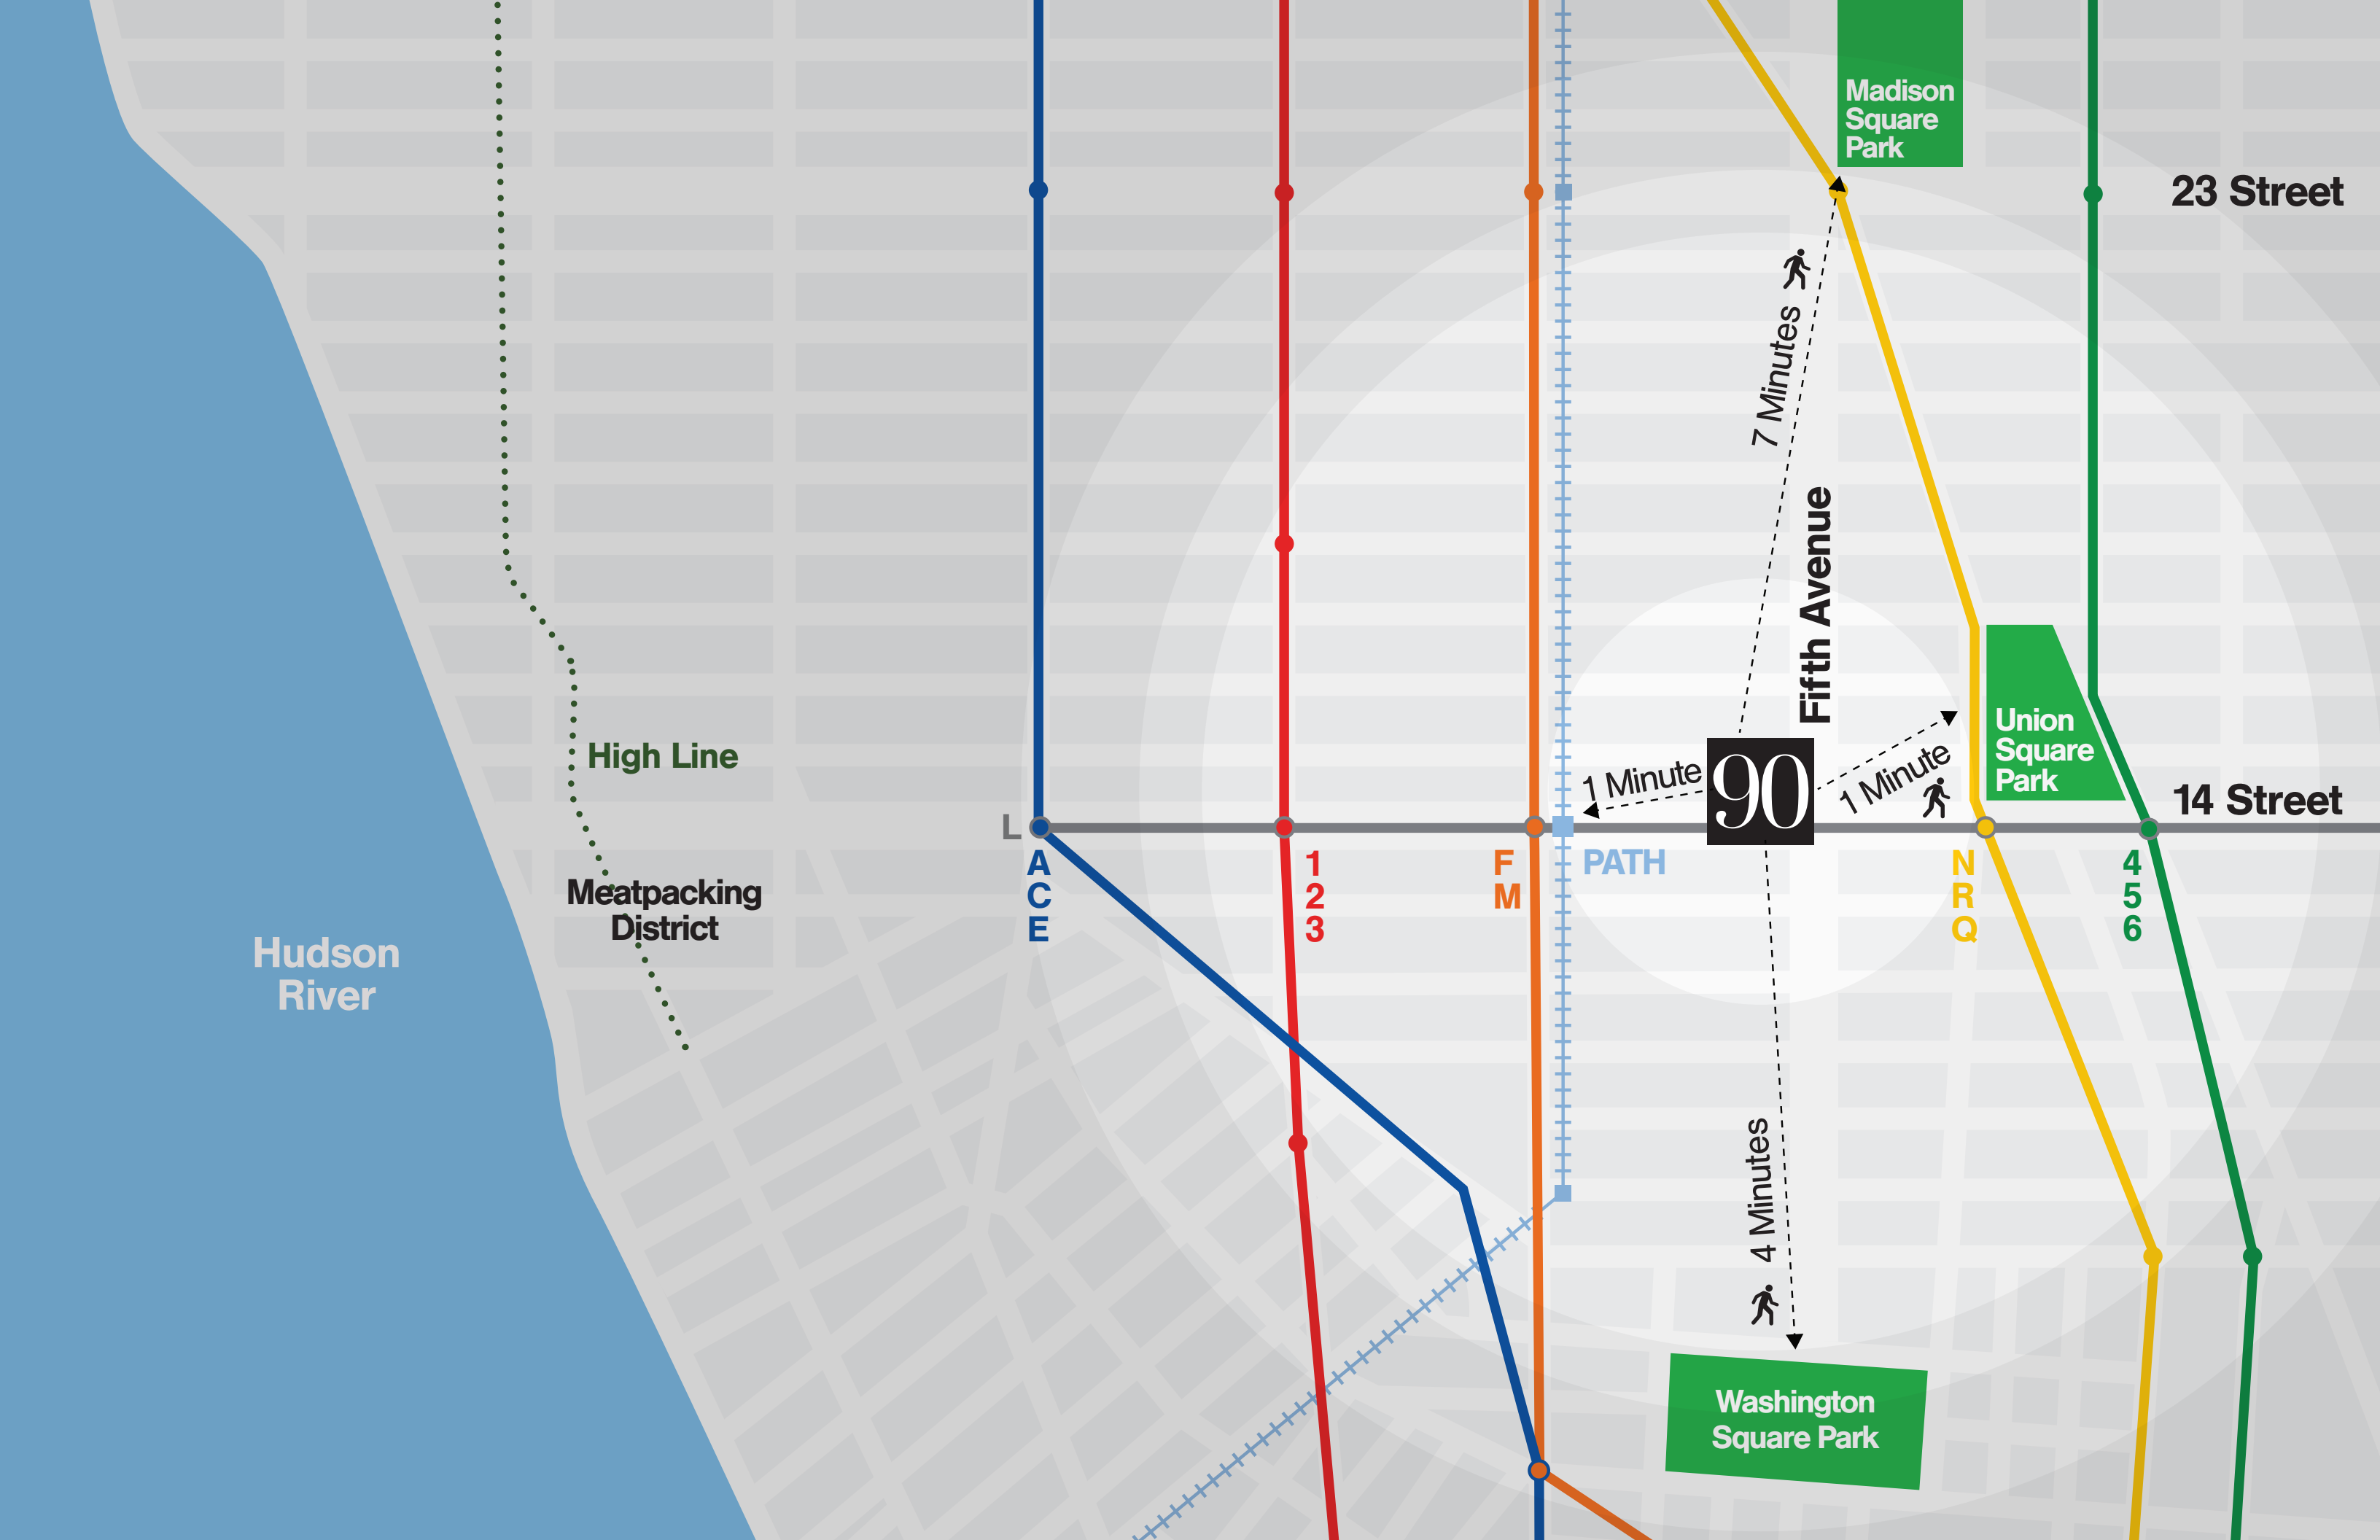 Madison
Square
Park
23 Street
7 Minutes
Fifth Avenue
Union
Square
Park
High Line
1 Minute
90
1 Minute
14 Street
L
A
C
E
1
2
3
F
M
PATH
N
R
Q
4
5
6
Meatpacking
District
Hudson
River
4 Minutes
Washington
Square Park